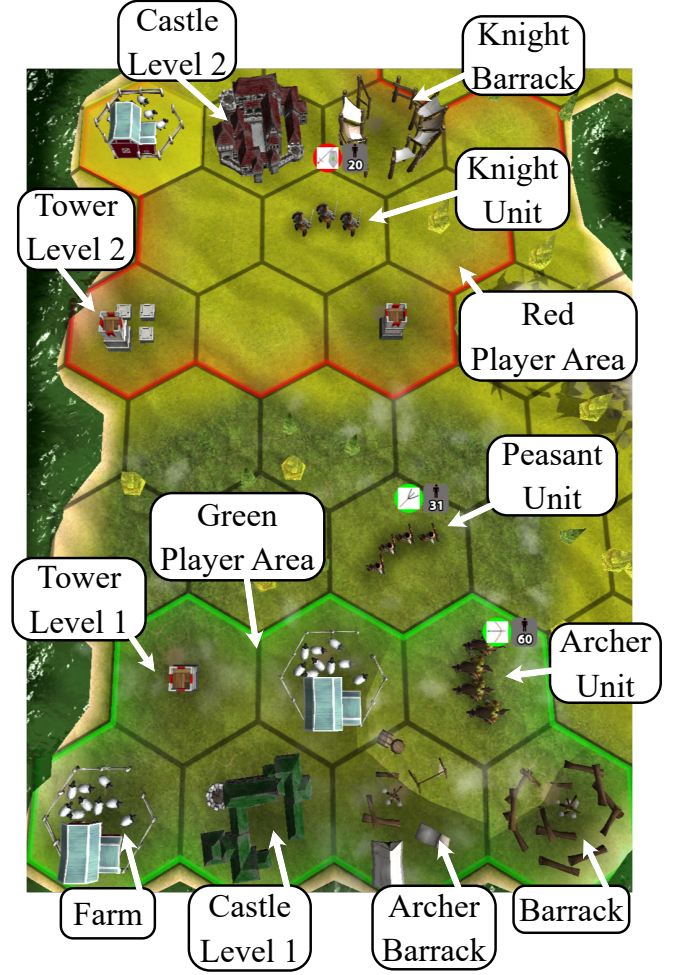 Castle
Level 2
Knight
Barrack
20
Knight
Unit
Tower
Level 2
Red
Player Area
Peasant
Unit
31
Green
Player Area
Tower
Level 1
60
Archer
Unit
Farm
Castle
Level 1
Archer
Barrack
Barrack